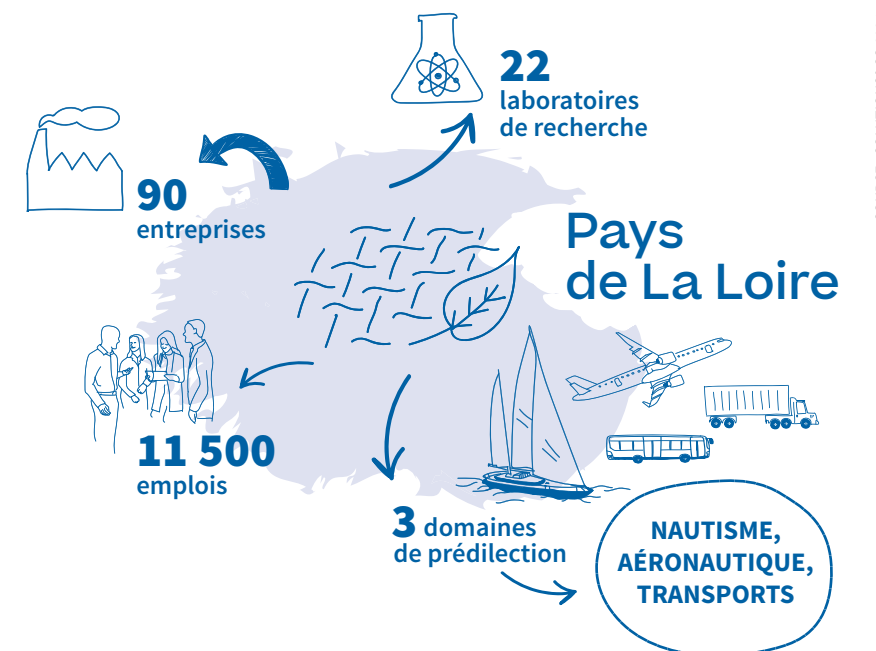 22
laboratoires
de recherche
90
entreprises
Pays
de La Loire
11 500
emplois
3 domaines
de prédilection
NAUTISME,
AÉRONAUTIQUE,
TRANSPORTS